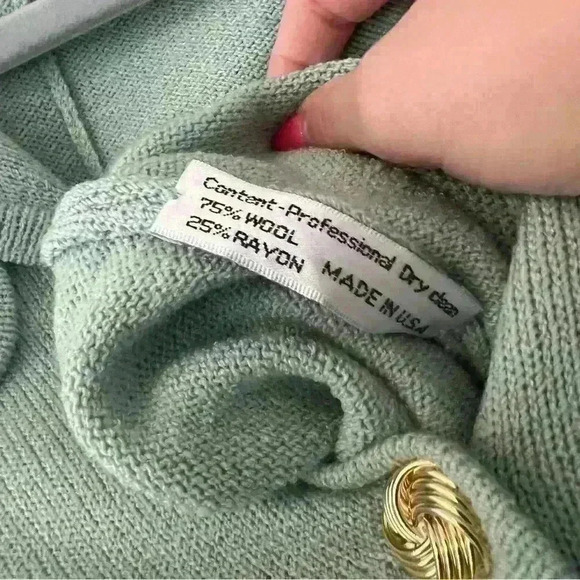 Content-Professional Dry clean
75% WOOL
25% RAYON MADE IN USA